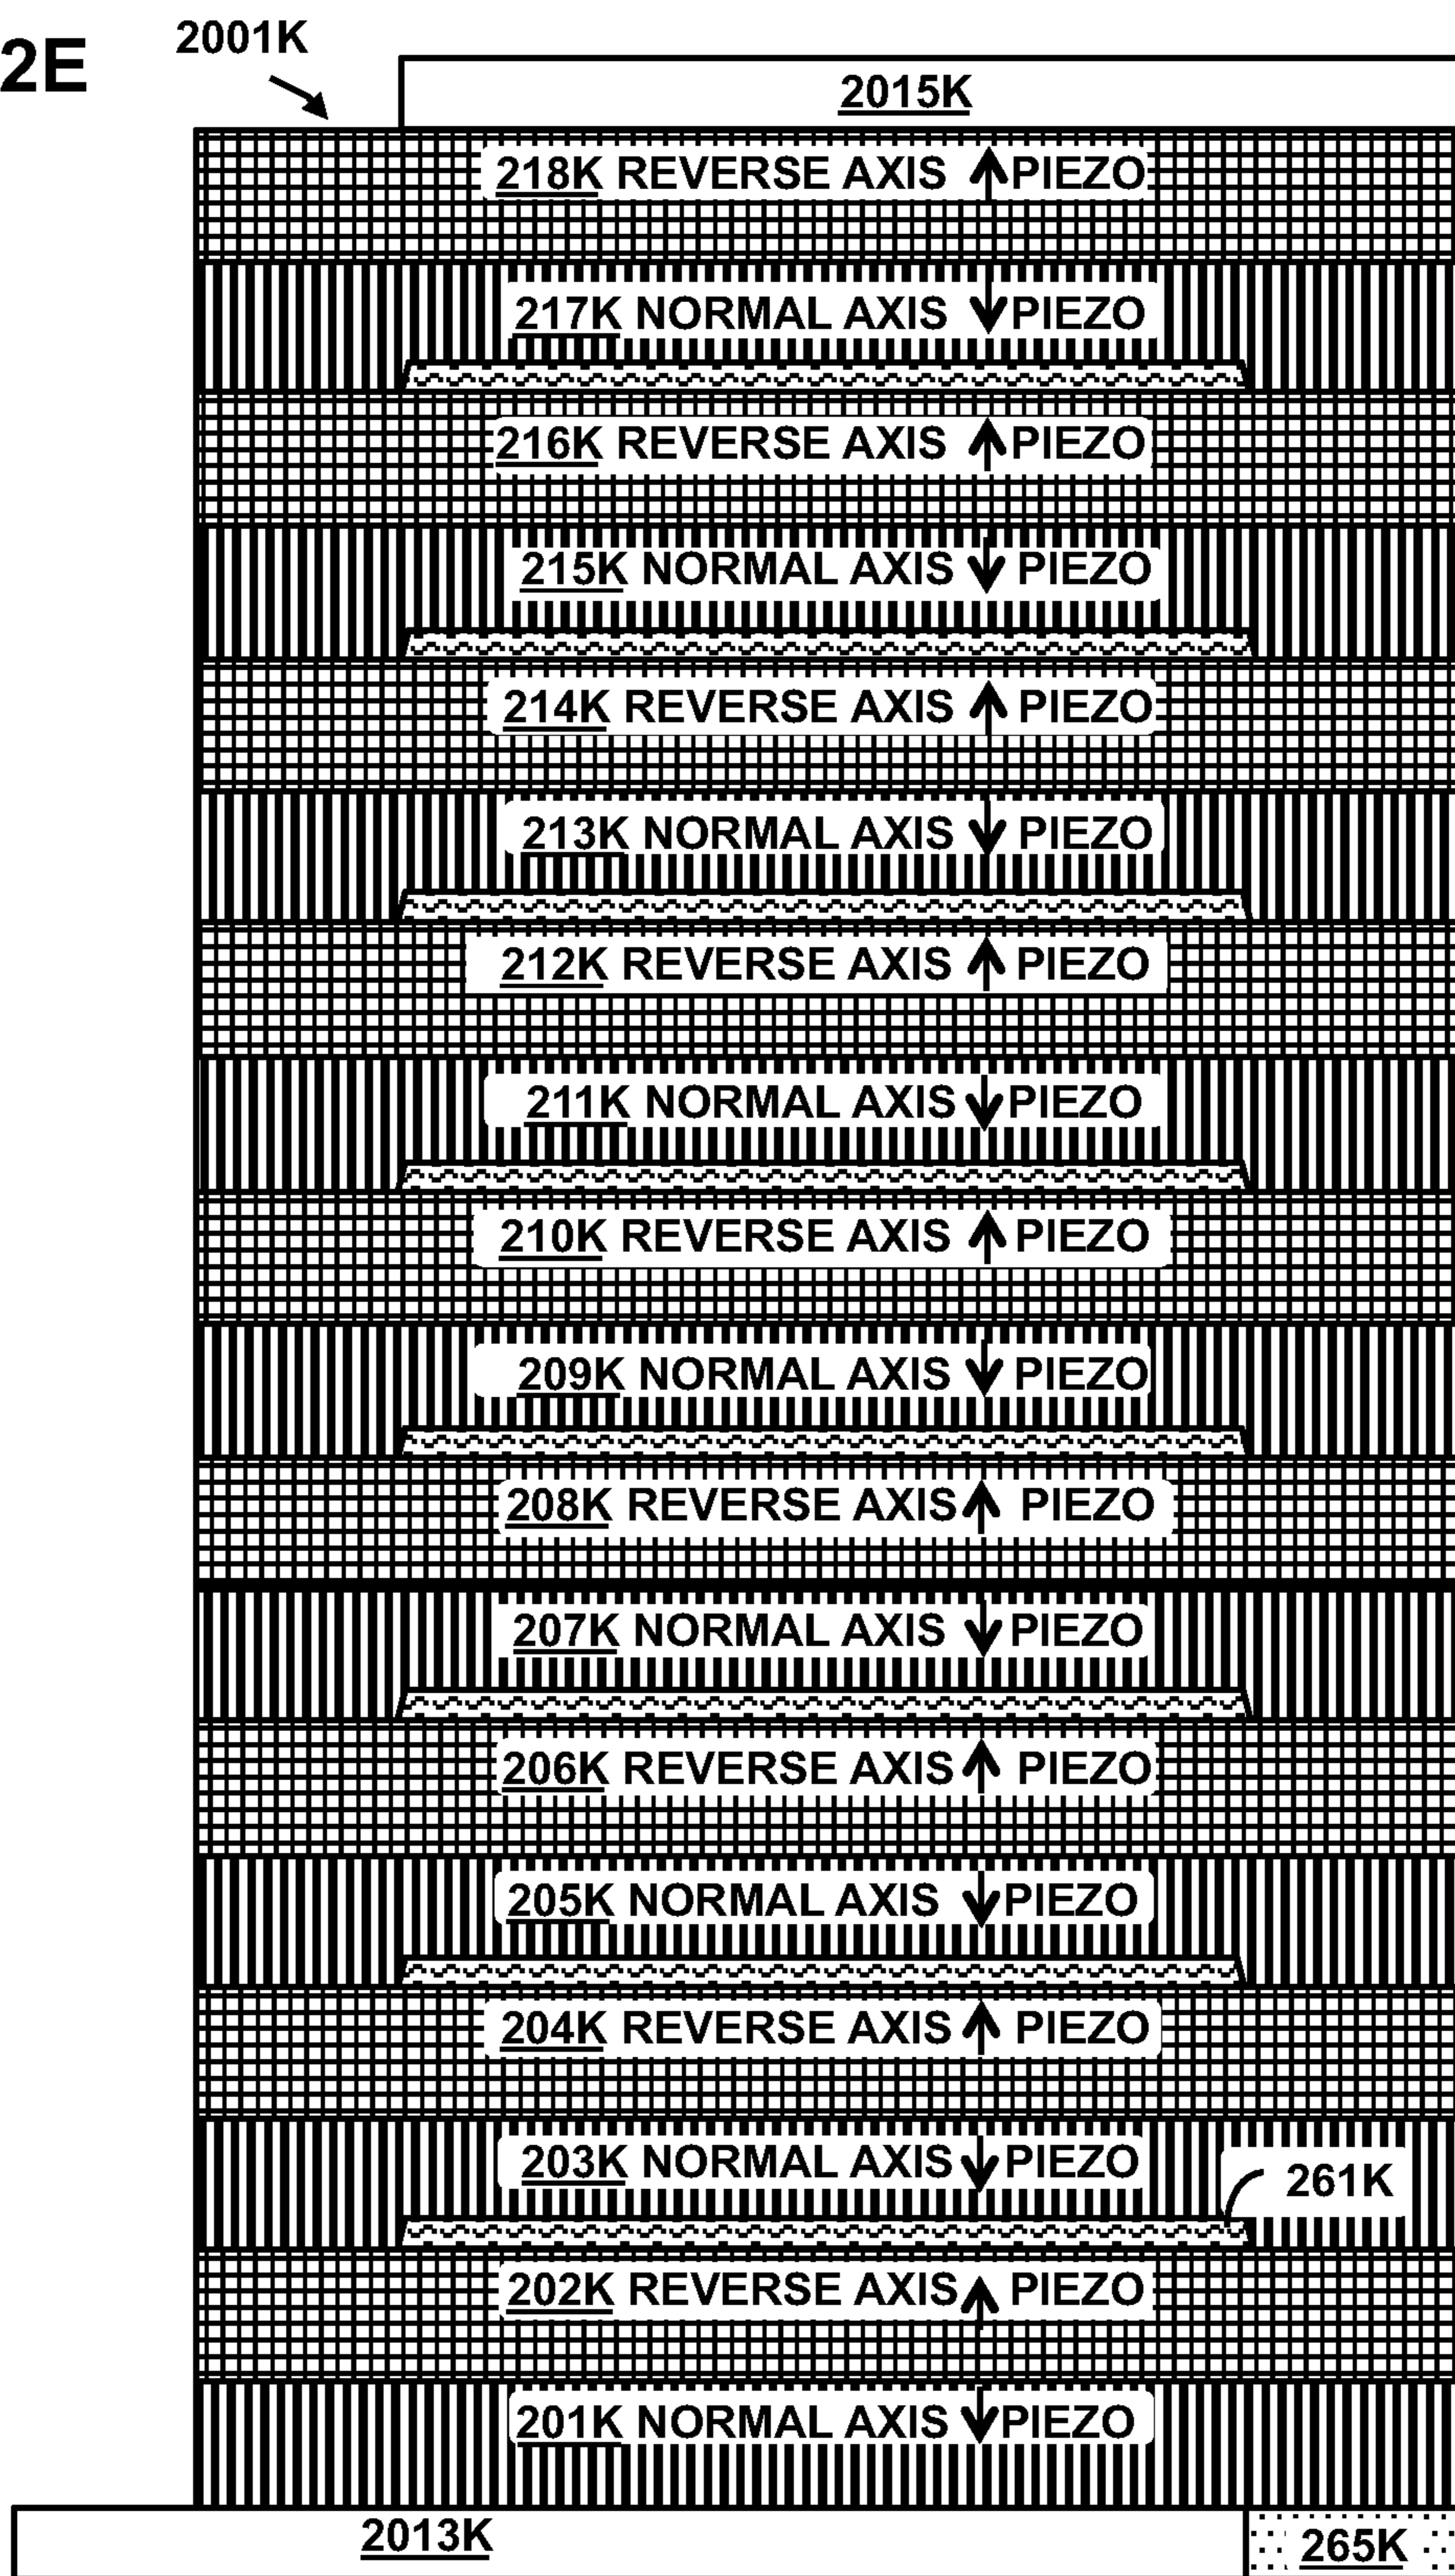 2E
2001K
2015K
218K REVERSE AXIS ↑ PIEZO
217K NORMAL AXIS ↓ PIEZO
216K REVERSE AXIS ↑ PIEZO
215K NORMAL AXIS ↓ PIEZO
214K REVERSE AXIS ↑ PIEZO
213K NORMAL AXIS ↓ PIEZO
212K REVERSE AXIS ↑ PIEZO
211K NORMAL AXIS ↓ PIEZO
210K REVERSE AXIS ↑ PIEZO
209K NORMAL AXIS ↓ PIEZO
208K REVERSE AXIS ↑ PIEZO
207K NORMAL AXIS ↓ PIEZO
206K REVERSE AXIS ↑ PIEZO
205K NORMAL AXIS ↓ PIEZO
204K REVERSE AXIS ↑ PIEZO
203K NORMAL AXIS ↓ PIEZO
261K
202K REVERSE AXIS ↑ PIEZO
201K NORMAL AXIS ↓ PIEZO
2013K
265K